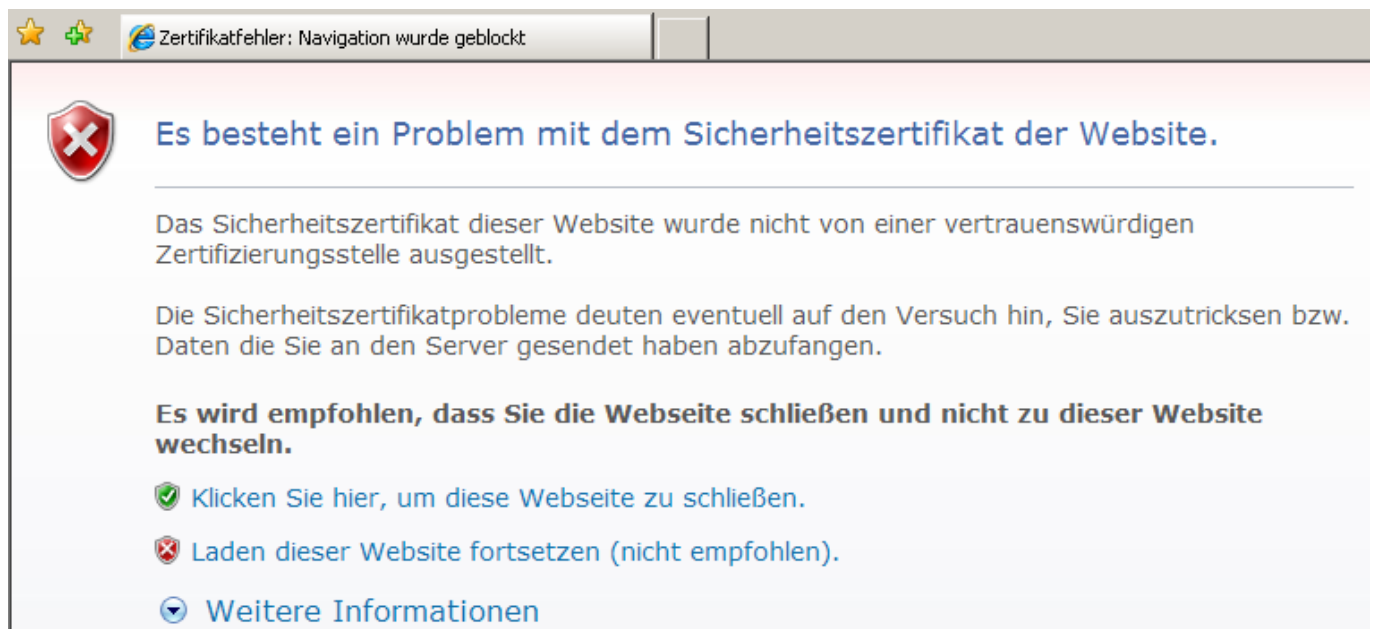 Zertifikatfehler: Navigation wurde geblockt
Es besteht ein Problem mit dem Sicherheitszertifikat der Website.
Das Sicherheitszertifikat dieser Website wurde nicht von einer vertrauenswürdigen
Zertifizierungsstelle ausgestellt.
Die Sicherheitszertifikatprobleme deuten eventuell auf den Versuch hin, Sie auszutricksen bzw.
Daten die Sie an den Server gesendet haben abzufangen.
Es wird empfohlen, dass Sie die Webseite schließen und nicht zu dieser Website
wechseln.
Klicken Sie hier, um diese Webseite zu schließen.
Laden dieser Website fortsetzen (nicht empfohlen).
Weitere Informationen